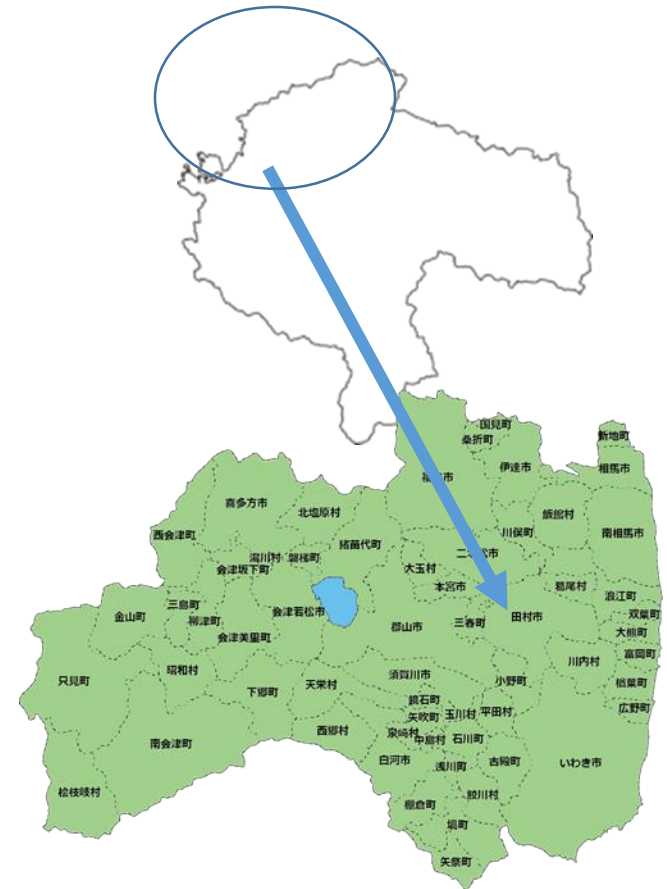 国見町
桑折町
新地町
伊達市
相馬市
喜多方市
北塩原村
飯館村
西会津町
猪苗代町
川俣町
南相馬市
湯川村
磐梯町
会津坂下町
大玉村
本宮市
葛尾村
浪江町
三島町
金山町
柳津町
会津若松市
会津美里町
郡山市
三春町
田村市
双葉町
大熊町
富岡町
川内村
昭和村
只見町
下郷町
天栄村
須賀川市
小野町
楢葉町
鏡石町
広野町
矢吹町
玉川村
平田村
西郷村
泉崎村
中島村
石川町
南会津町
白河市
浅川町
古殿町
いわき市
桧枝岐村
棚倉町
鮫川村
塙町
矢祭町